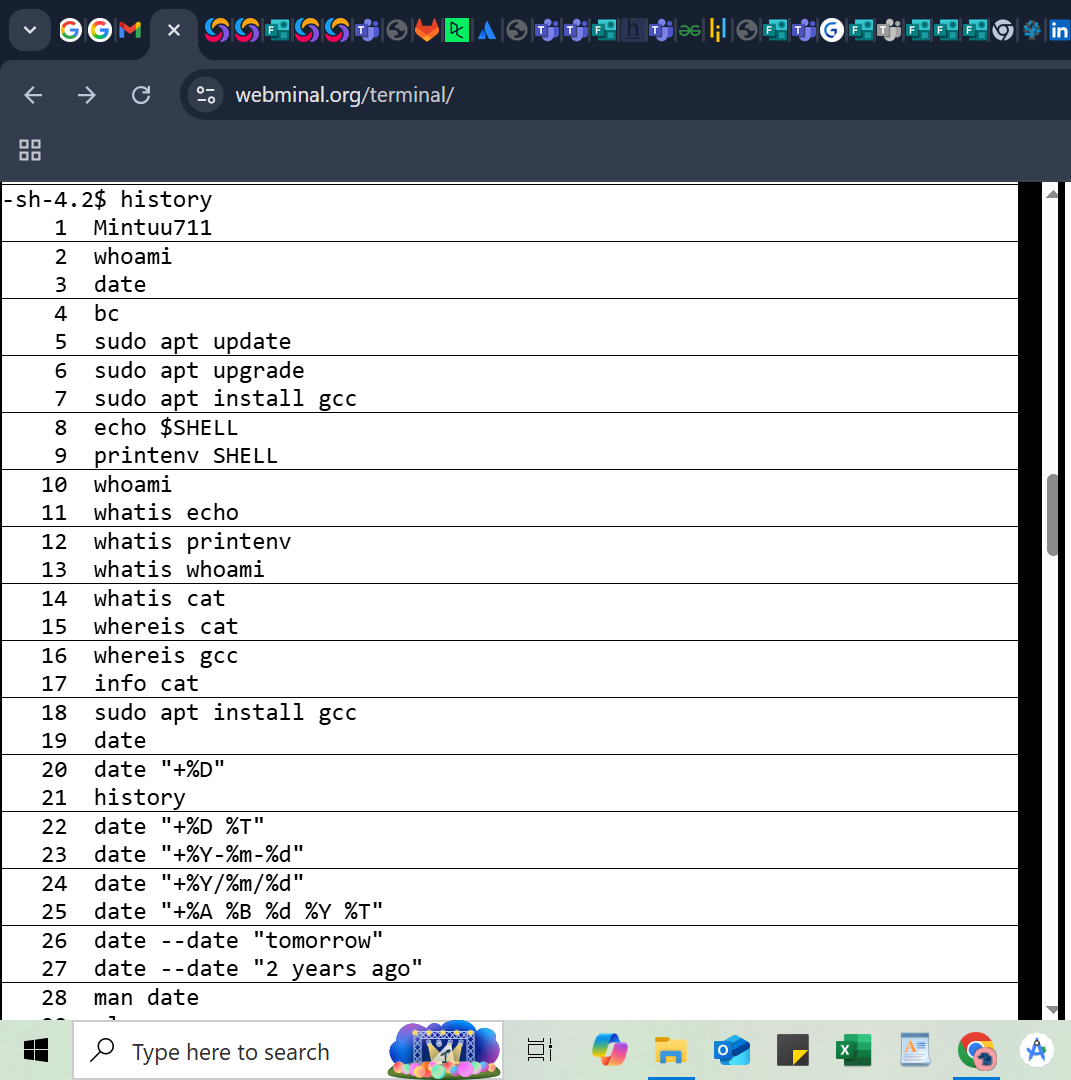 webminal.org/terminal/
-sh-4.2$ history
1 Mintuu711
2 whoami
3 date
4 bc
5 sudo apt update
6 sudo apt upgrade
7 sudo apt install gcc
8 echo $SHELL
9 printenv SHELL
10 whoami
11 whatis echo
12 whatis printenv
13 whatis whoami
14 whatis cat
15 whereis cat
16 whereis gcc
17 info cat
18 sudo apt install gcc
19 date
20 date "+%D"
21 history
22 date "+%D %T"
23 date "+%Y-%m-%d"
24 date "+%Y/%m/%d"
25 date "+%A %B %d %Y %T"
26 date --date "tomorrow"
27 date --date "2 years ago"
28 man date
Type here to search